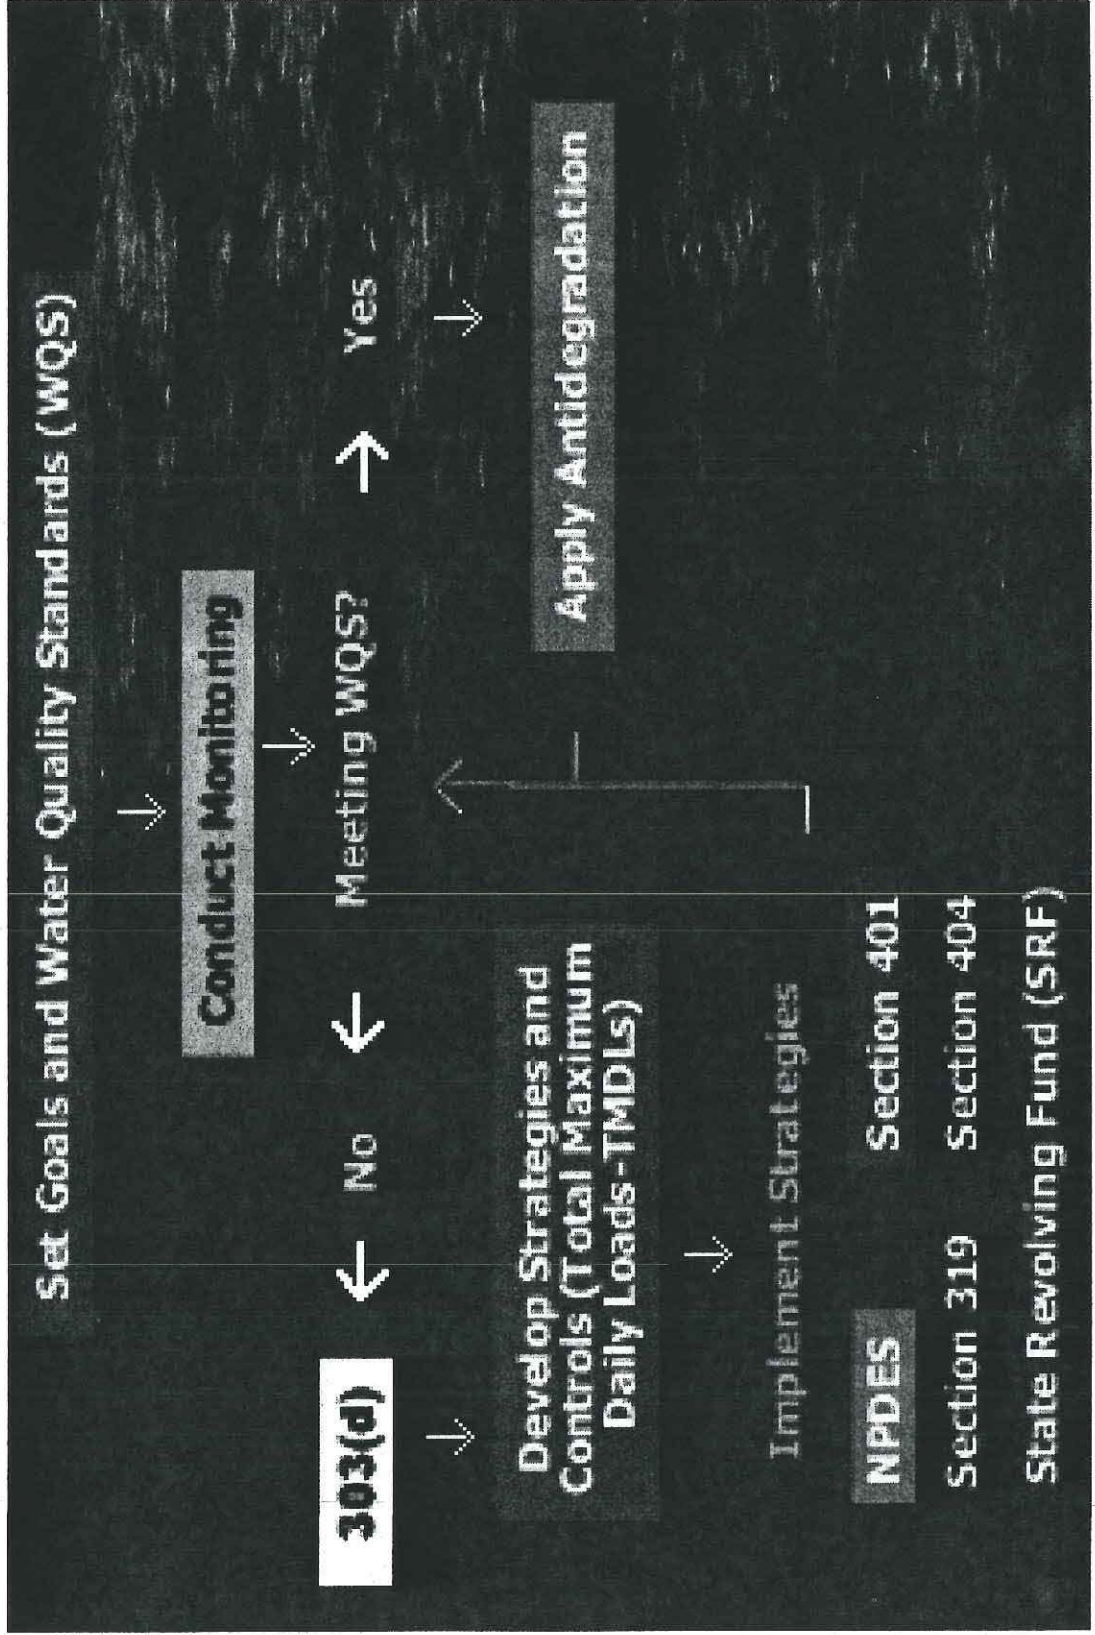 Set Goals and Water Quality Standards (WQS)
Conduct Monitoring
303(d)
No
Meeting WQS?
Yes
Develop Strategies and
Controls (Total Maximum
Daily Loads-TMDLs)
Apply Antidegradation
Implement Strategies
NPDES
Section 401
Section 319
Section 404
State Revolving Fund (SRF)